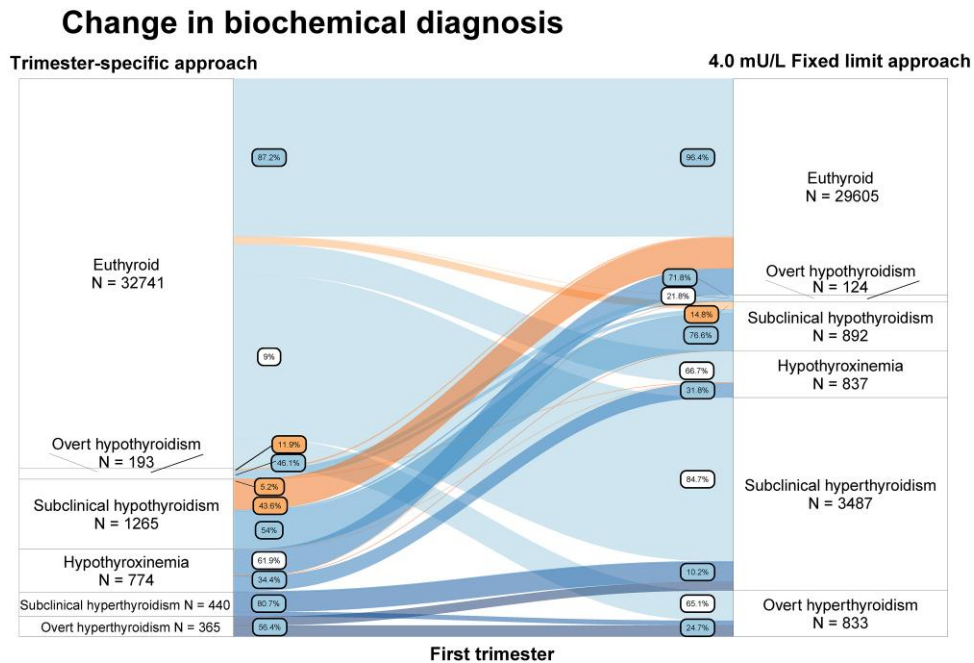 Change in biochemical diagnosis
Trimester-specific approach
4.0 mU/L Fixed limit approach
Euthyroid
N = 32741
Overt hypothyroidism
N = 193
Subclinical hypothyroidism
N = 1265
Hypothyroxinemia
N = 774
Subclinical hyperthyroidism N = 440
Overt hyperthyroidism N = 365
87.2%
9%
11.9%
46.1%
5.2%
43.6%
54%
61.9%
34.4%
80.7%
56.4%
96.4%
71.8%
21.8%
14.8%
76.6%
66.7%
31.8%
84.7%
10.2%
65.1%
24.7%
Euthyroid
N = 29605
Overt hypothyroidism
N = 124
Subclinical hypothyroidism
N = 892
Hypothyroxinemia
N = 837
Subclinical hyperthyroidism
N = 3487
Overt hyperthyroidism
N = 833
First trimester